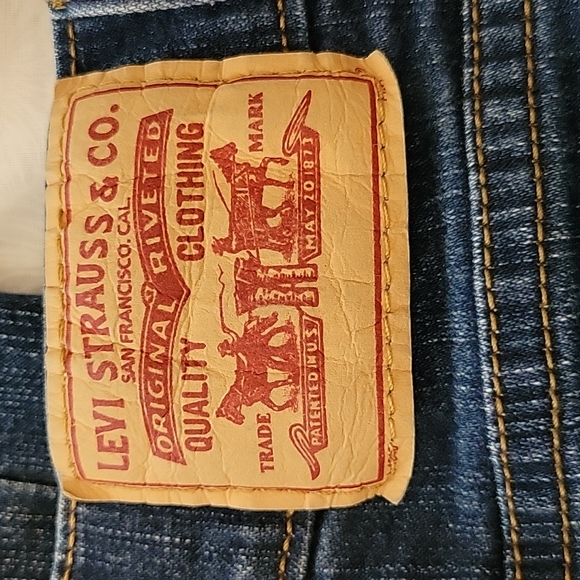 LEVI STRAUSS & CO.
SAN FRANCISCO, CAL.
ORIGINAL RIVETED
QUALITY CLOTHING
TRADE MARK
PATENTED IN U.S. MAY 20 1873